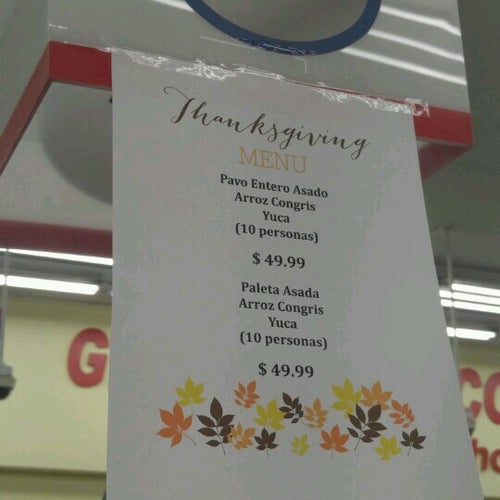 Thanksgiving
MENU
Pavo Entero Asado
Arroz Congris
Yuca
(10 personas)
$ 49.99
Paleta Asada
Arroz Congris
Yuca
(10 personas)
$ 49.99